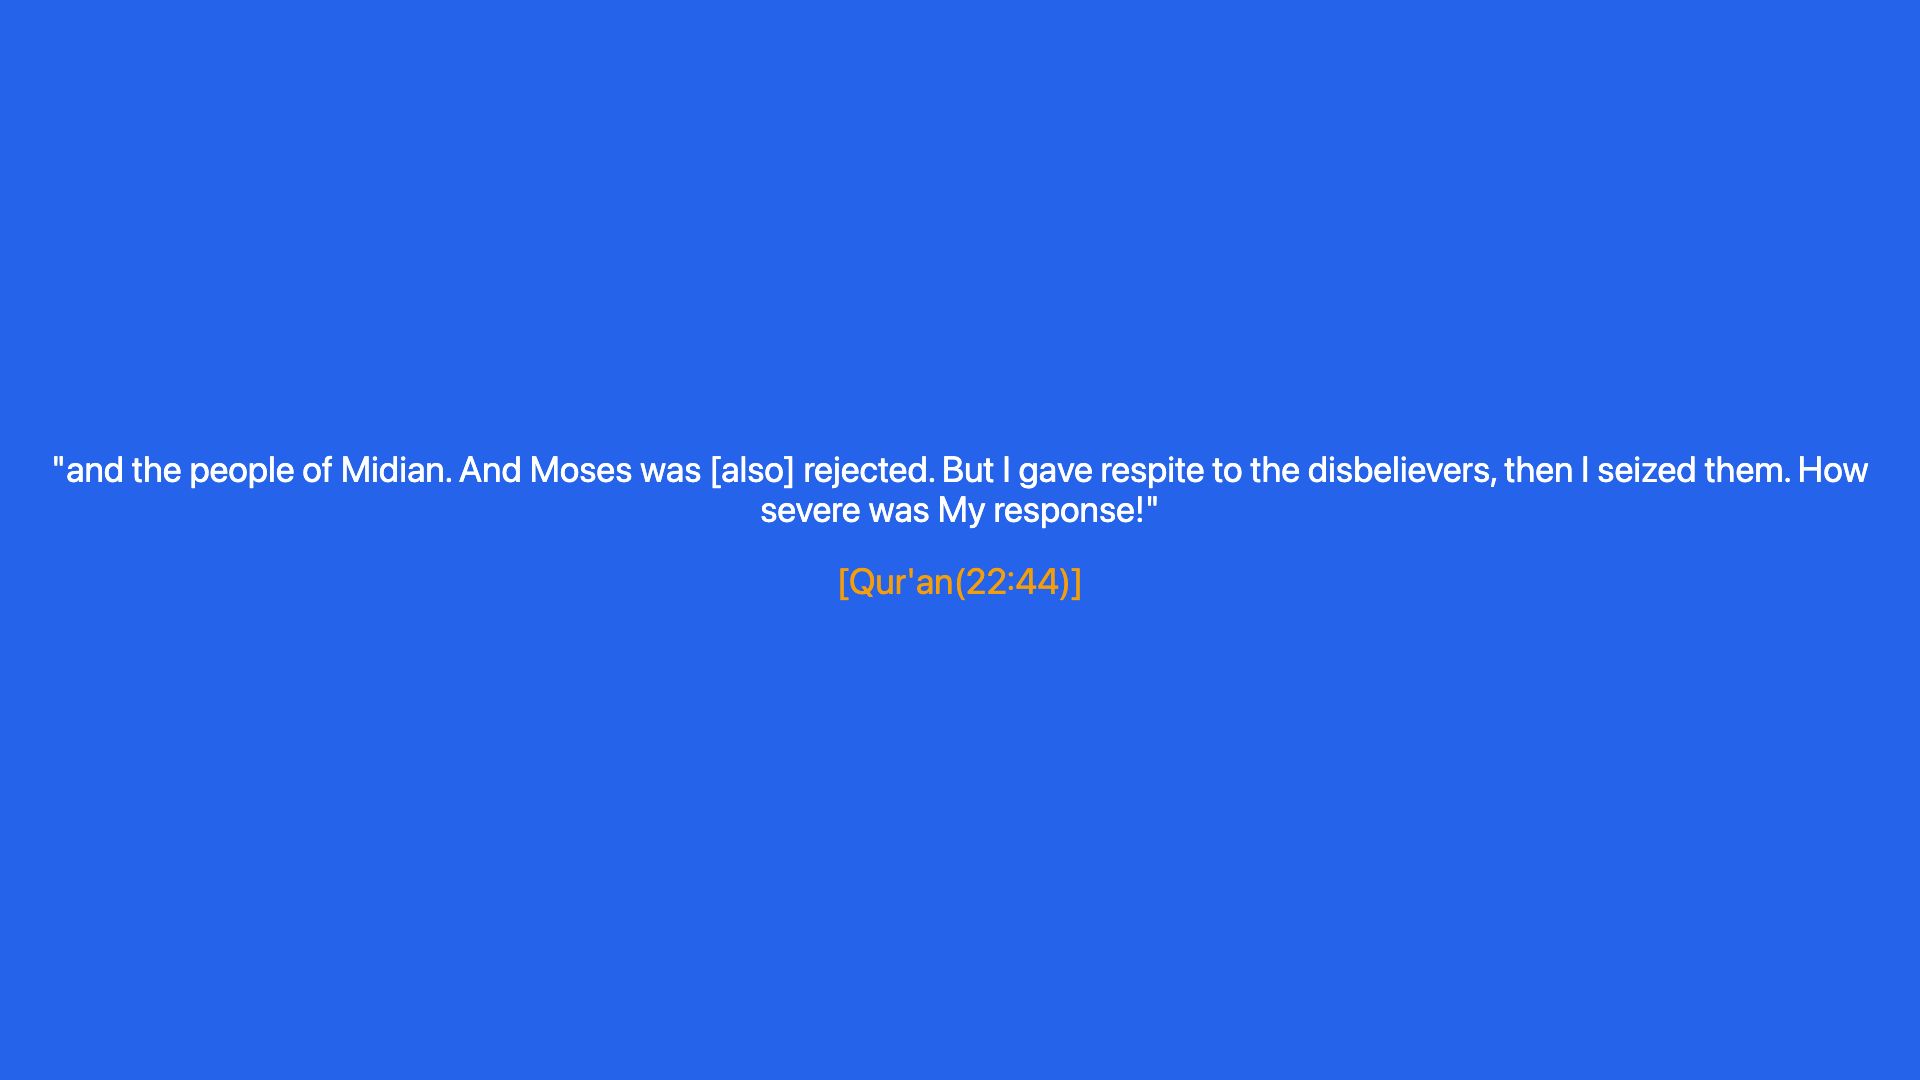 "and the people of Midian. And Moses was [also] rejected. But I gave respite to the disbelievers, then I seized them. How
severe was My response!"
[Qur'an(22:44)]